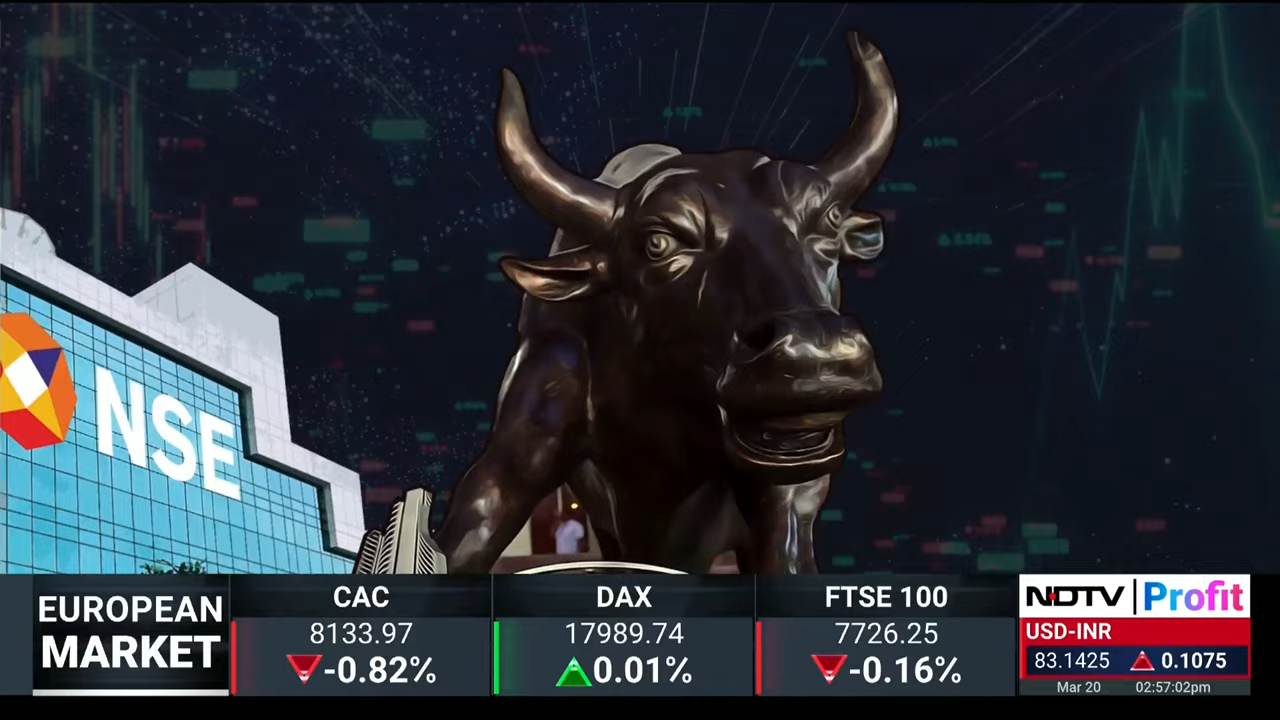 NSE
EUROPEAN
MARKET
CAC
8133.97
-0.82%
DAX
17989.74
0.01%
FTSE 100
7726.25
-0.16%
NDTV Profit
USD-INR
83.1425 0.1075
Mar 20 02:57:02pm